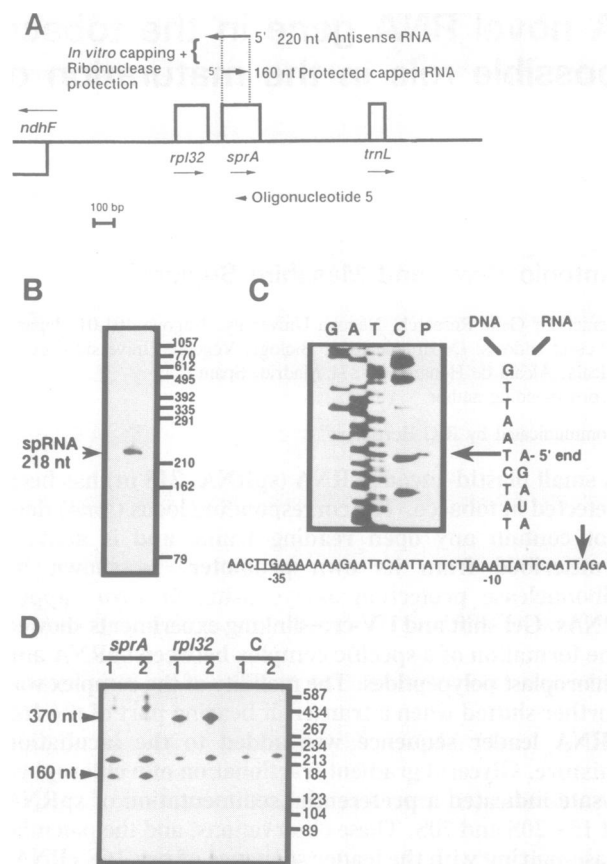 A
In vitro capping +
Ribonuclease
protection
{
5' 220 nt Antisense RNA
5' 160 nt Protected capped RNA
ndhF
rpl32
sprA
trnL
Oligonucleotide 5
100 bp
B
1057
770
612
495
392
335
291
210
162
79
spRNA
218 nt
C
G A T C P
DNA RNA
G
T
T
A
A
T A- 5' end
C G
T A
C U
T A
T
AACTTGAAAAAAAGAATTCAATTATTCTTAAATTATTCAATTAGA
-35 -10
D
sprA rpl32 C
1 2 1 2 1 2
370 nt
160 nt
587
434
267
234
213
184
123
104
89